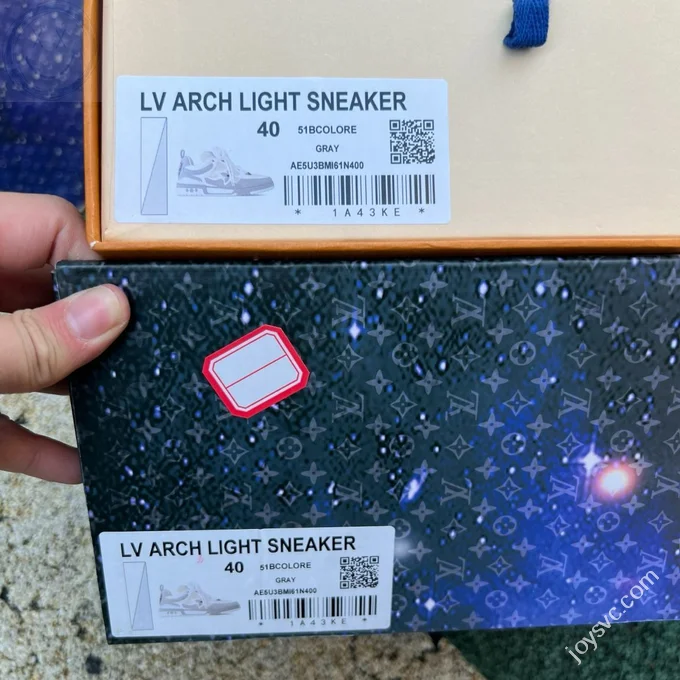 LV ARCH LIGHT SNEAKER
40 51BCOLORE
GRAY
AE5U3BMI61N400
* 1A43KE *
LV ARCH LIGHT SNEAKER
40 51BCOLORE
GRAY
AE5U3BMI61N400
* 1A43KE *
joysvc.com